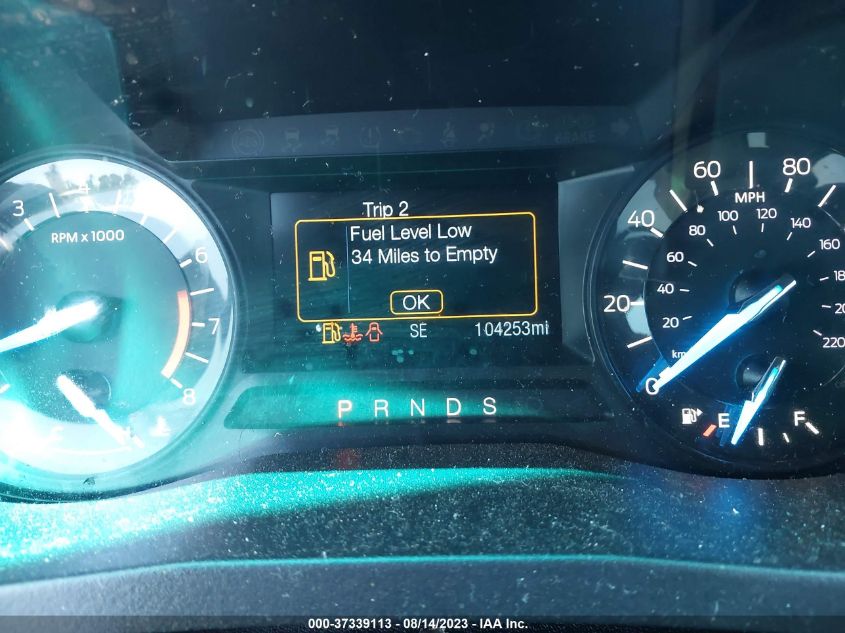 BRAKE
3
4
6
7
8
RPM x 1000
Trip 2
Fuel Level Low
34 Miles to Empty
OK
SE 104253mi
P R N D S
0
20
40
60
80
MPH
km
20
40
60
80
100
120
140
160
220
E F
000-37339113 - 08/14/2023 - IAA Inc.